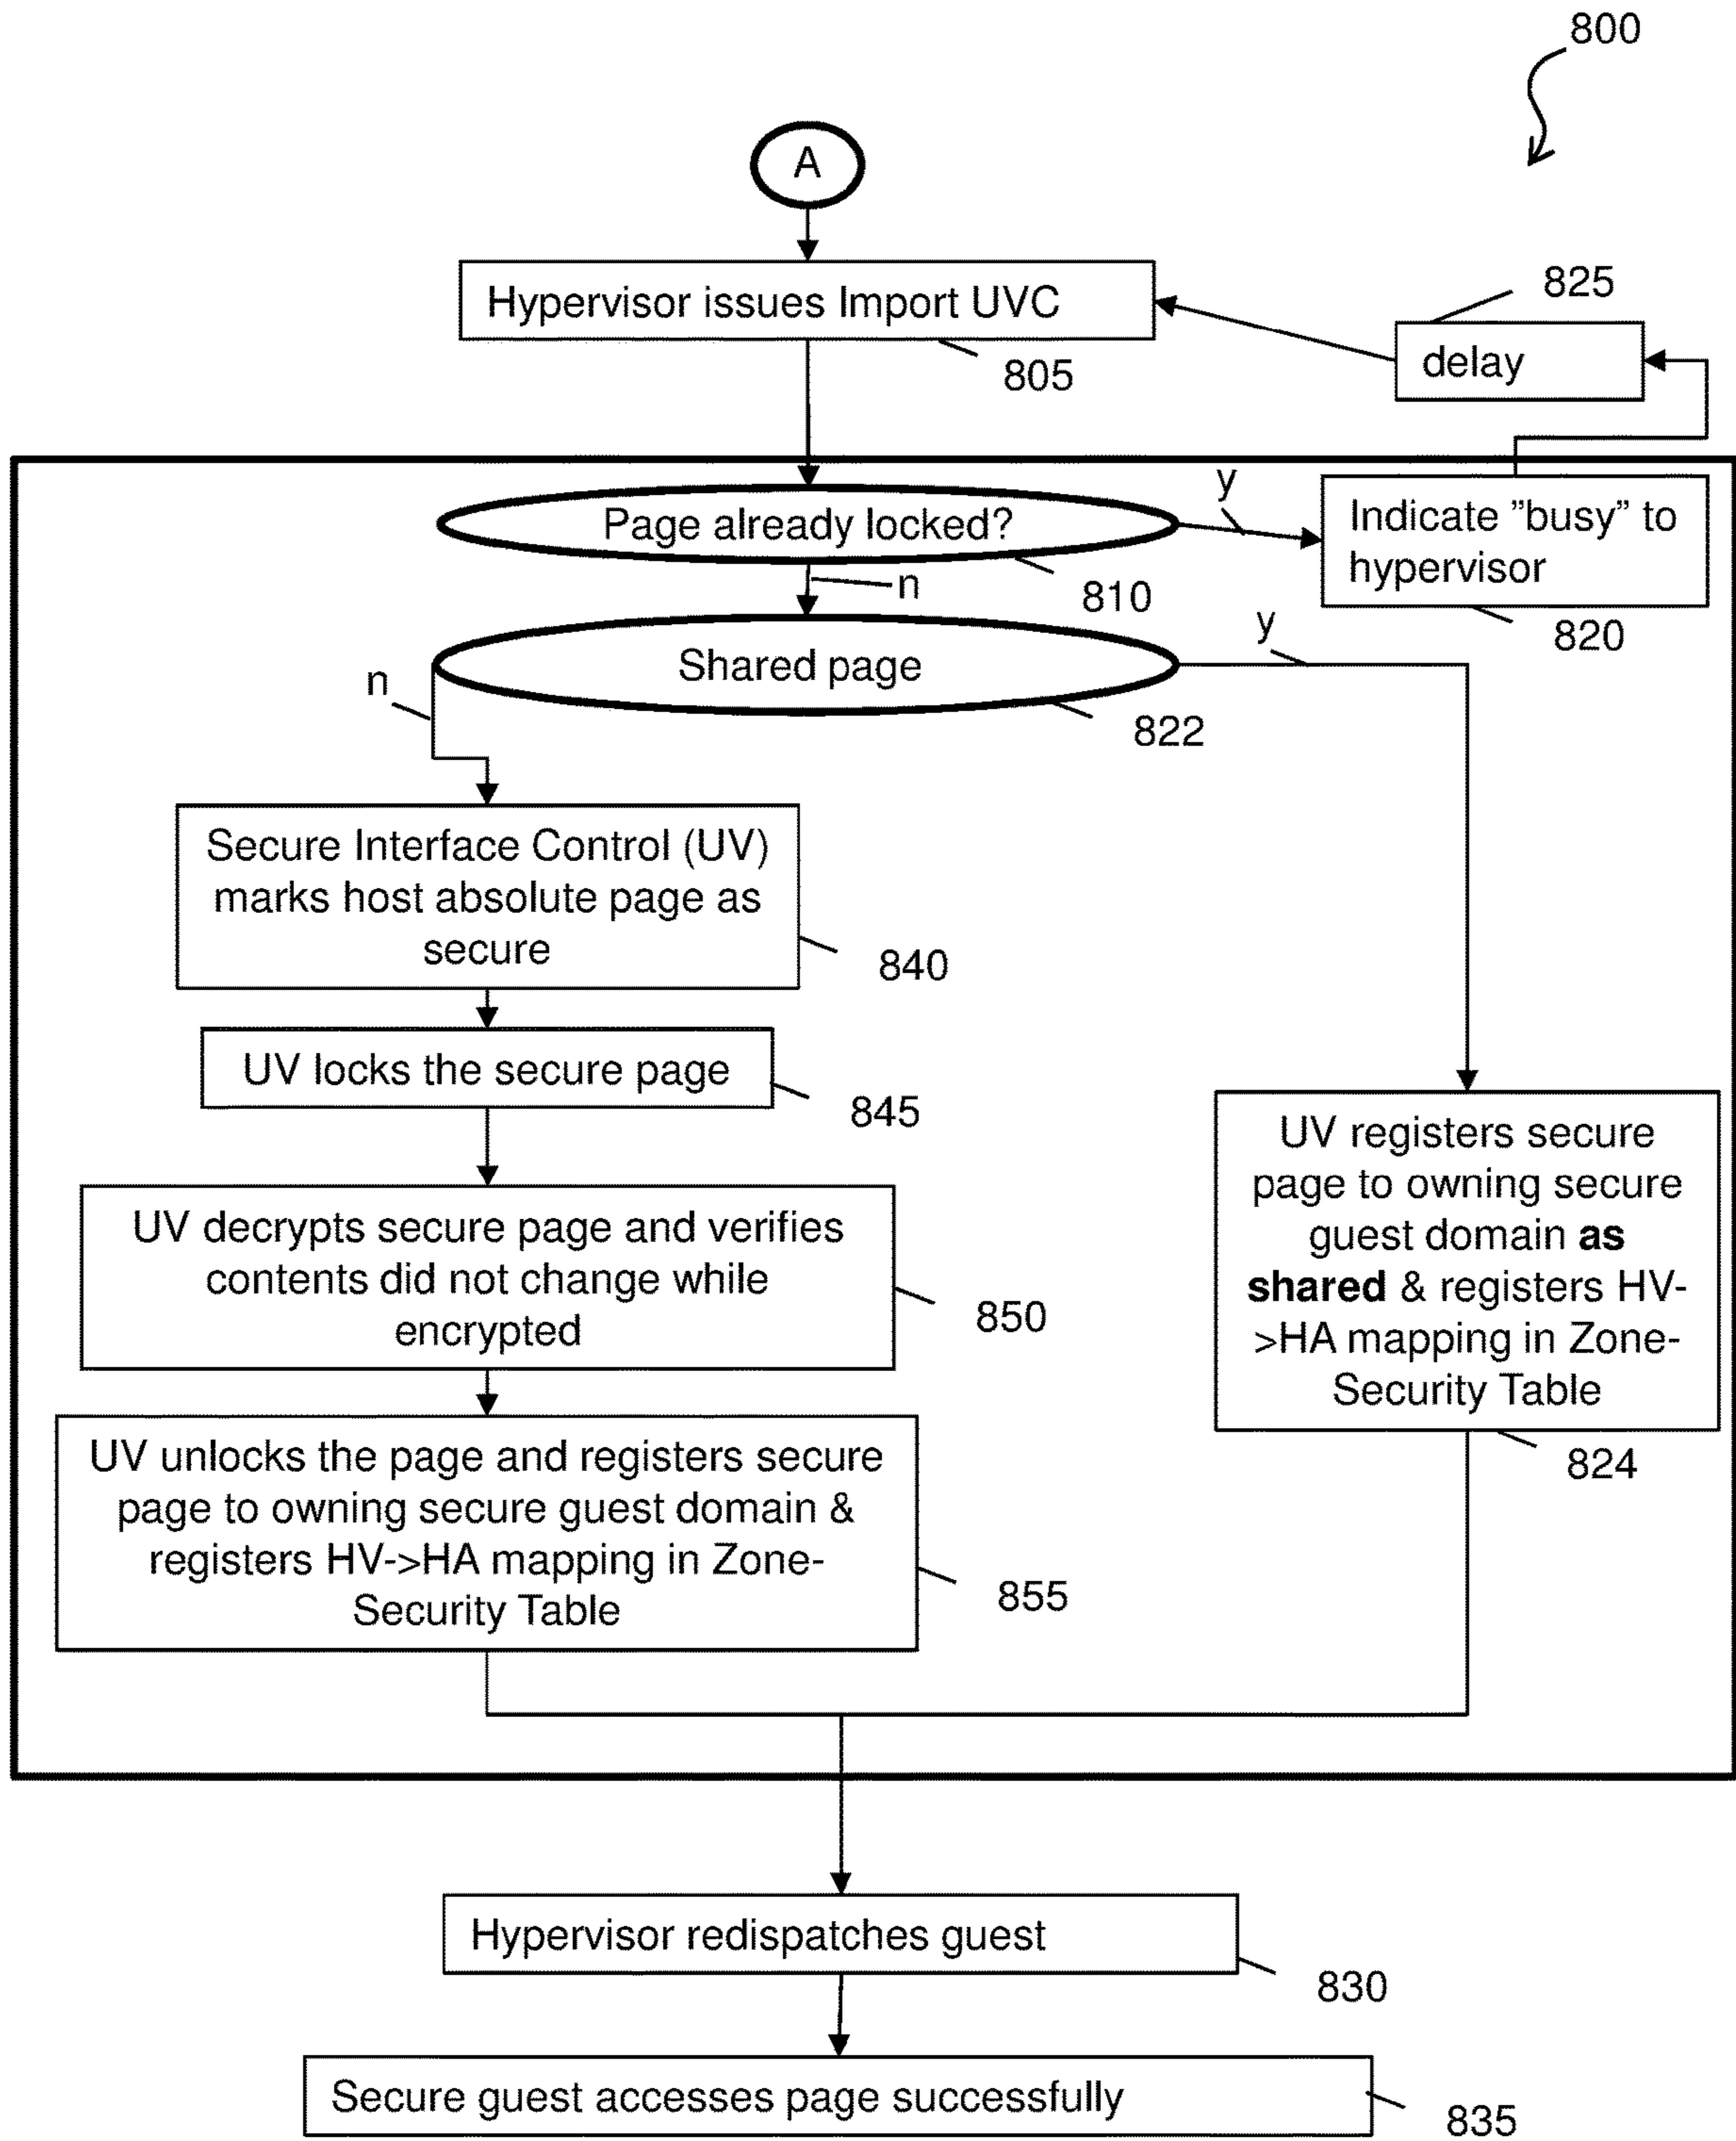 800
A
Hypervisor issues Import UVC
805
825
delay
Page already locked?
810
y
Indicate "busy" to
hypervisor
820
n
Shared page
822
y
n
Secure Interface Control (UV)
marks host absolute page as
secure
840
UV locks the secure page
845
UV decrypts secure page and verifies
contents did not change while
encrypted
850
UV registers secure
page to owning secure
guest domain as
shared & registers HV-
>HA mapping in Zone-
Security Table
824
UV unlocks the page and registers secure
page to owning secure guest domain &
registers HV->HA mapping in Zone-
Security Table
855
Hypervisor redispatches guest
830
Secure guest accesses page successfully
835